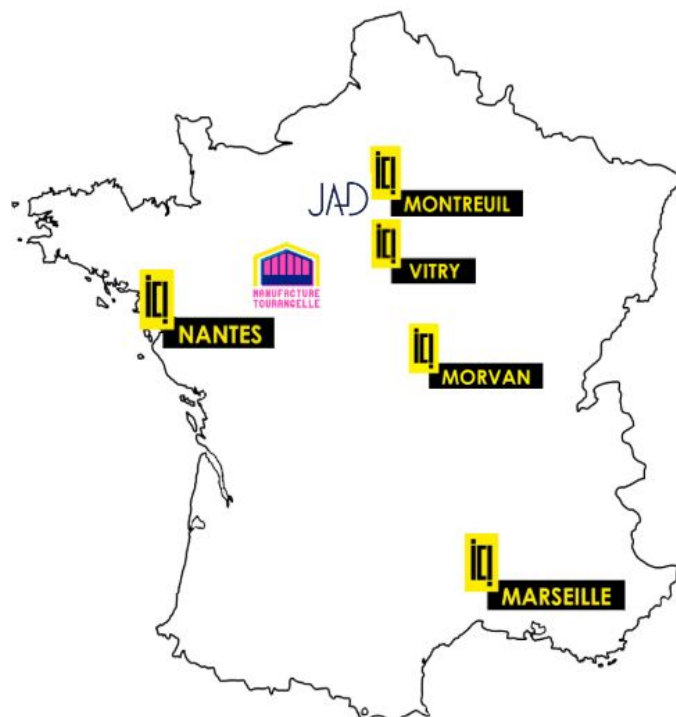 ici
MONTREUIL
JAD
ici
VITRY
MANUFACTURE
TOURANGELLE
ici
NANTES
ici
MORVAN
ici
MARSEILLE